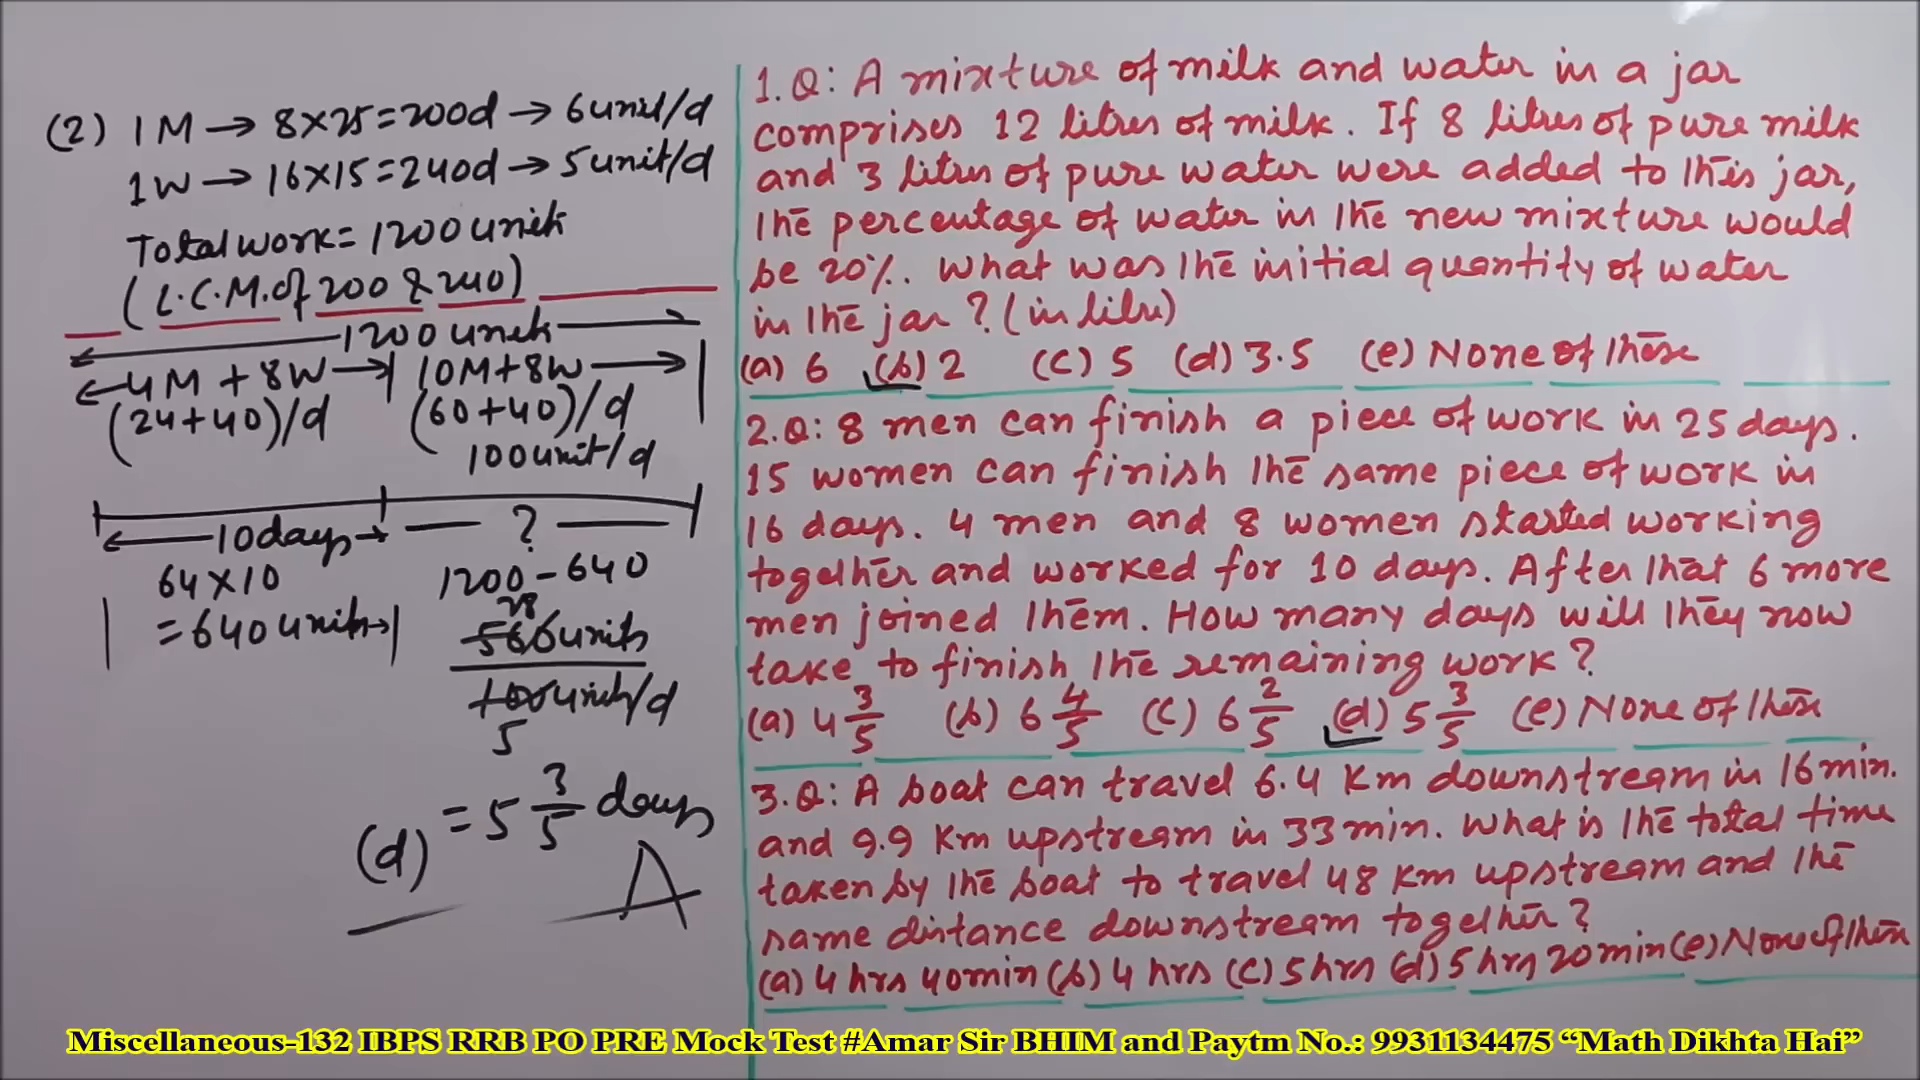 (2) 1M → 8×25=200d → 6unit/d
1W → 16×15=240d → 5unit/d
Total work = 1200 units
(L.C.M. of 200 & 240)
1200 units
4M + 8W → 10M+8W →
(24+40)/d (60+40)/d
100unit/d
10days ?
64×10 1200-640
=640units 28
560units
100unit/d
5
= 5 3/5 days
(d) A
1.Q: A mixture of milk and water in a jar
comprises 12 litres of milk. If 8 litres of pure milk
and 3 litres of pure water were added to this jar,
the percentage of water in the new mixture would
be 20%. What was the initial quantity of water
in the jar? (in litre)
(a) 6 (b) 2 (c) 5 (d) 3.5 (e) None of these
2.Q: 8 men can finish a piece of work in 25 days.
15 women can finish the same piece of work in
16 days. 4 men and 8 women started working
together and worked for 10 days. After that 6 more
men joined them. How many days will they now
take to finish the remaining work?
(a) 4 3/5 (b) 6 4/5 (c) 6 2/5 (d) 5 3/5 (e) None of these
3.Q: A boat can travel 6.4 Km downstream in 16 min.
and 9.9 Km upstream in 33 min. What is the total time
taken by the boat to travel 48 Km upstream and the
same distance downstream together?
(a) 4 hrs 40 min (b) 4 hrs (c) 5 hrs (d) 5 hrs 20 min (e) None of these
Miscellaneous-132 IBPS RRB PO PRE Mock Test #Amar Sir BHIM and Paytm No.: 9931134475 “Math Dikhta Hai”